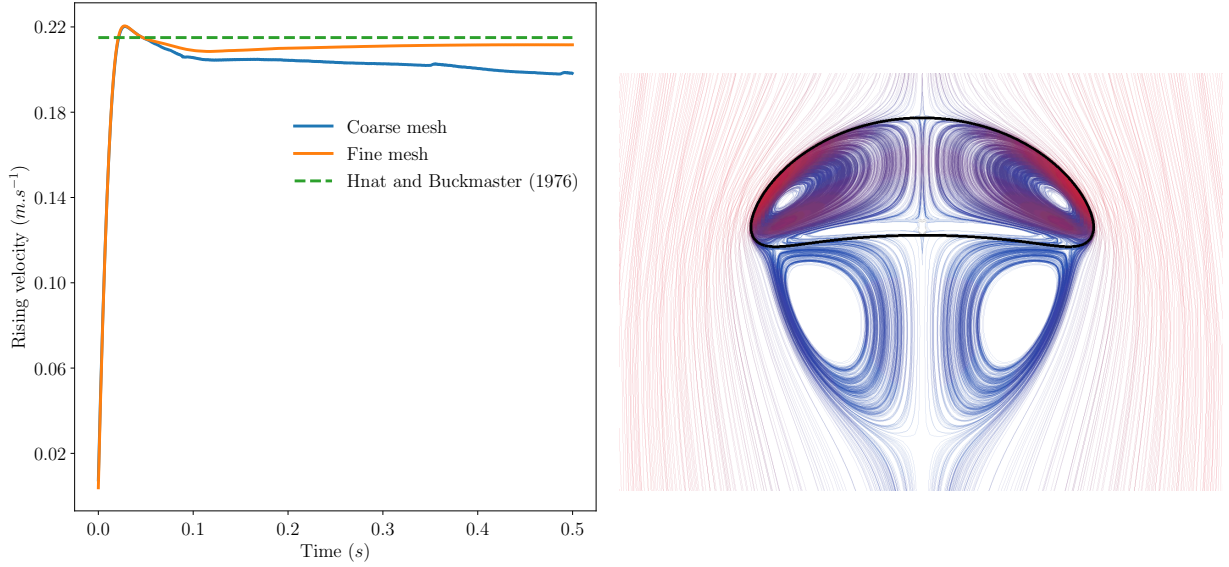 0.22
0.18
0.14
0.10
0.06
0.02
Rising velocity (m.s⁻¹)
Coarse mesh
Fine mesh
Hnat and Buckmaster (1976)
0.0 0.1 0.2 0.3 0.4 0.5
Time (s)